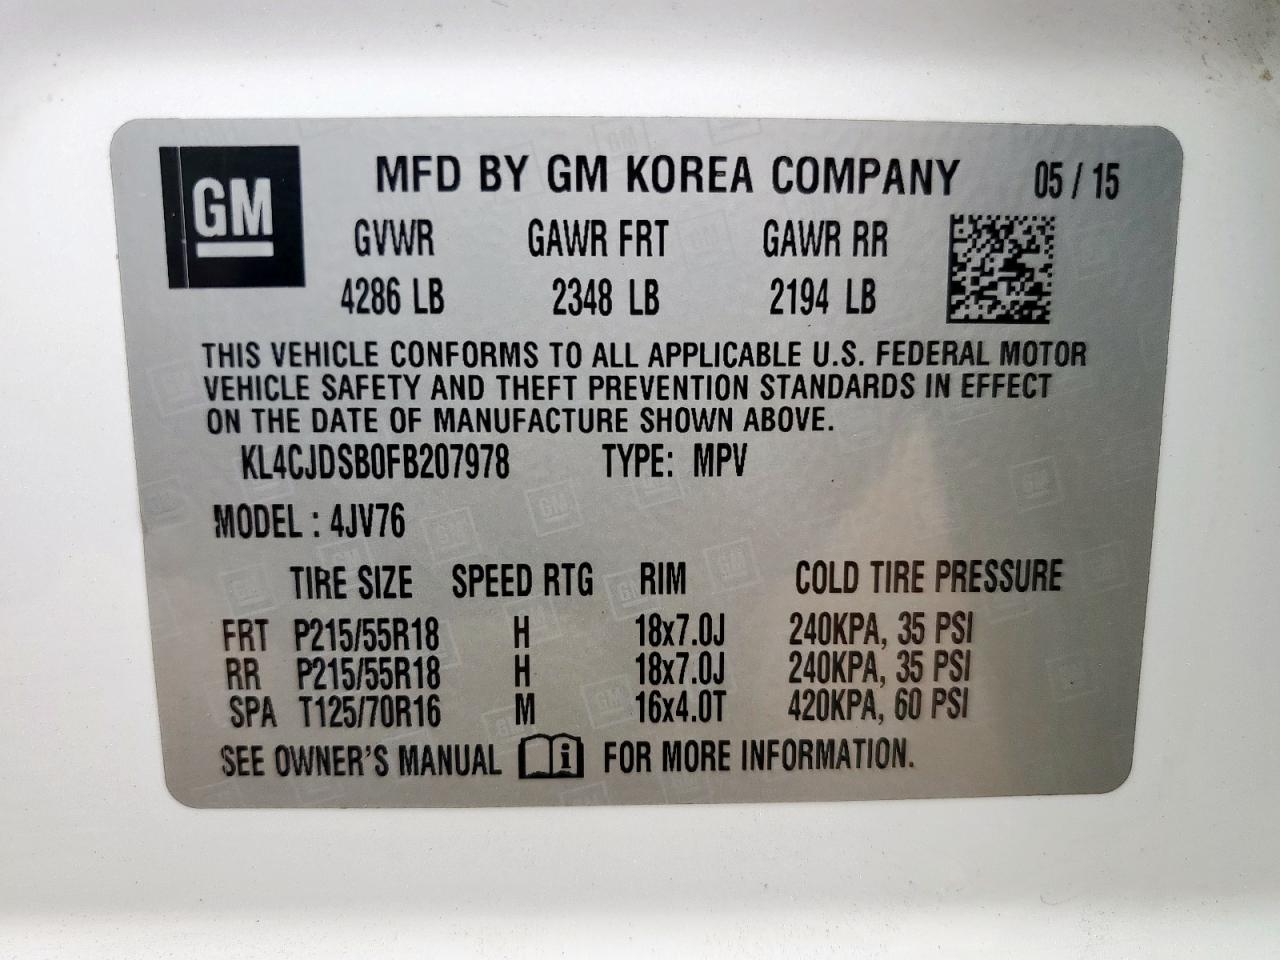 GM MFD BY GM KOREA COMPANY 05 / 15
GVWR GAWR FRT GAWR RR
4286 LB 2348 LB 2194 LB
THIS VEHICLE CONFORMS TO ALL APPLICABLE U.S. FEDERAL MOTOR
VEHICLE SAFETY AND THEFT PREVENTION STANDARDS IN EFFECT
ON THE DATE OF MANUFACTURE SHOWN ABOVE.
KL4CJDSB0FB207978 TYPE: MPV
MODEL : 4JV76
TIRE SIZE SPEED RTG RIM COLD TIRE PRESSURE
FRT P215/55R18 H 18x7.0J 240KPA, 35 PSI
RR P215/55R18 H 18x7.0J 240KPA, 35 PSI
SPA T125/70R16 M 16x4.0T 420KPA, 60 PSI
SEE OWNER'S MANUAL i FOR MORE INFORMATION.